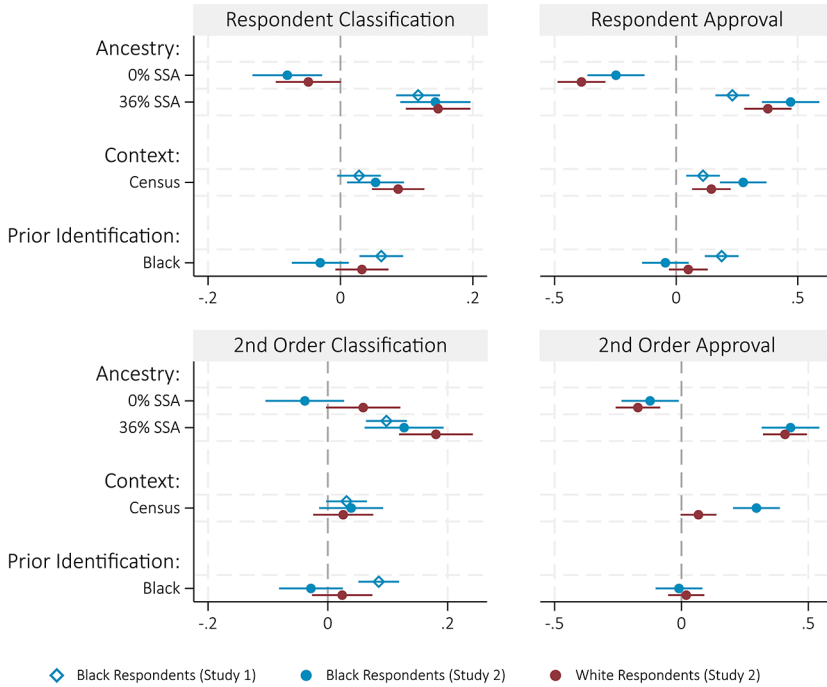 Respondent Classification
Respondent Approval
Ancestry:
0% SSA
36% SSA
Context:
Census
Prior Identification:
Black
-.2 0 .2
-.5 0 .5
2nd Order Classification
2nd Order Approval
Ancestry:
0% SSA
36% SSA
Context:
Census
Prior Identification:
Black
-.2 0 .2
-.5 0 .5
Black Respondents (Study 1) Black Respondents (Study 2) White Respondents (Study 2)